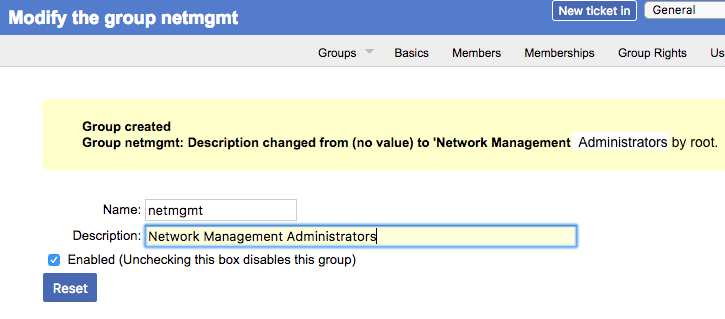 Modify the group netmgmt
New ticket in General
Groups Basics Members Memberships Group Rights Us
Group created
Group netmgmt: Description changed from (no value) to 'Network Management Administrators by root.
Name: netmgmt
Description: Network Management Administrators
Enabled (Unchecking this box disables this group)
Reset